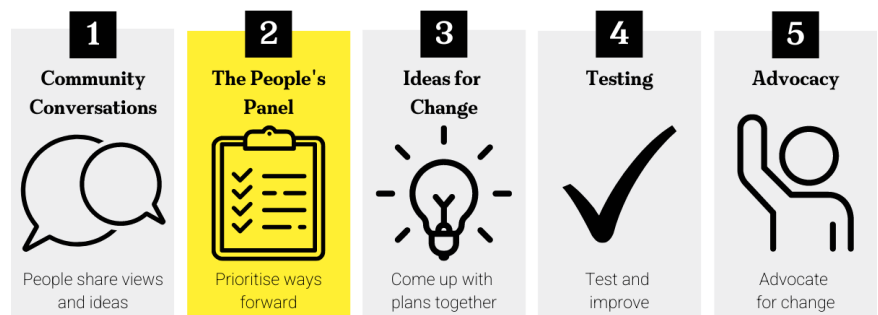 1
Community
Conversations
People share views
and ideas
2
The People's
Panel
Prioritise ways
forward
3
Ideas for
Change
Come up with
plans together
4
Testing
Test and
improve
5
Advocacy
Advocate
for change